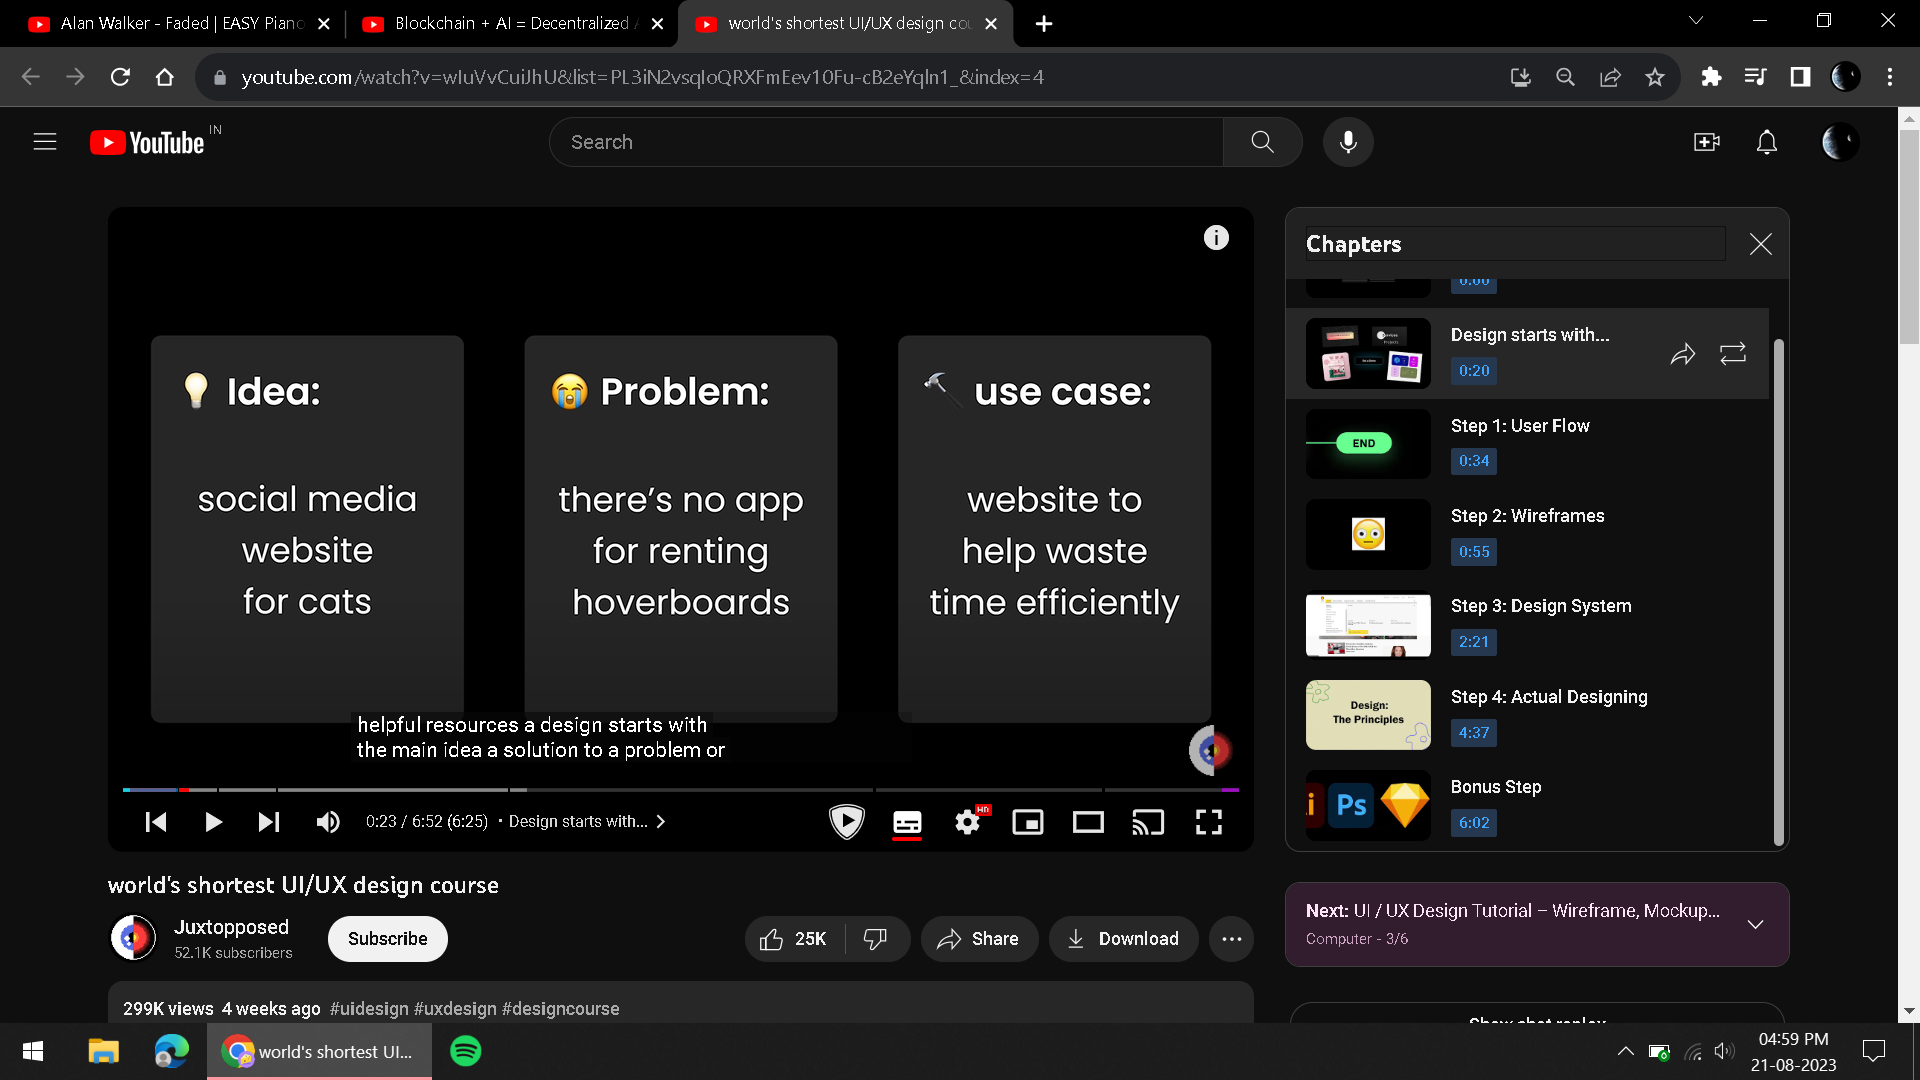 Alan Walker - Faded | EASY Piano
Blockchain + AI = Decentralized
world's shortest UI/UX design cou
youtube.com/watch?v=wIuVvCuiJhU&list=PL3iN2vsqIoQRXFmEev10Fu-cB2eYqln1_&index=4
YouTube IN
Search
Idea:
social media
website
for cats
Problem:
there's no app
for renting
hoverboards
use case:
website to
help waste
time efficiently
helpful resources a design starts with
the main idea a solution to a problem or
0:23 / 6:52 (6:25) • Design starts with...
HD
Chapters
0:00
Design starts with...
0:20
END
Step 1: User Flow
0:34
Step 2: Wireframes
0:55
Step 3: Design System
2:21
Design:
The Principles
Step 4: Actual Designing
4:37
Ps
Bonus Step
6:02
world's shortest UI/UX design course
Juxtopposed
52.1K subscribers
Subscribe
25K
Share
Download
Next: UI / UX Design Tutorial – Wireframe, Mockup...
Computer - 3/6
299K views 4 weeks ago #uidesign #uxdesign #designcourse
Show chat replay
world's shortest UI...
04:59 PM
21-08-2023